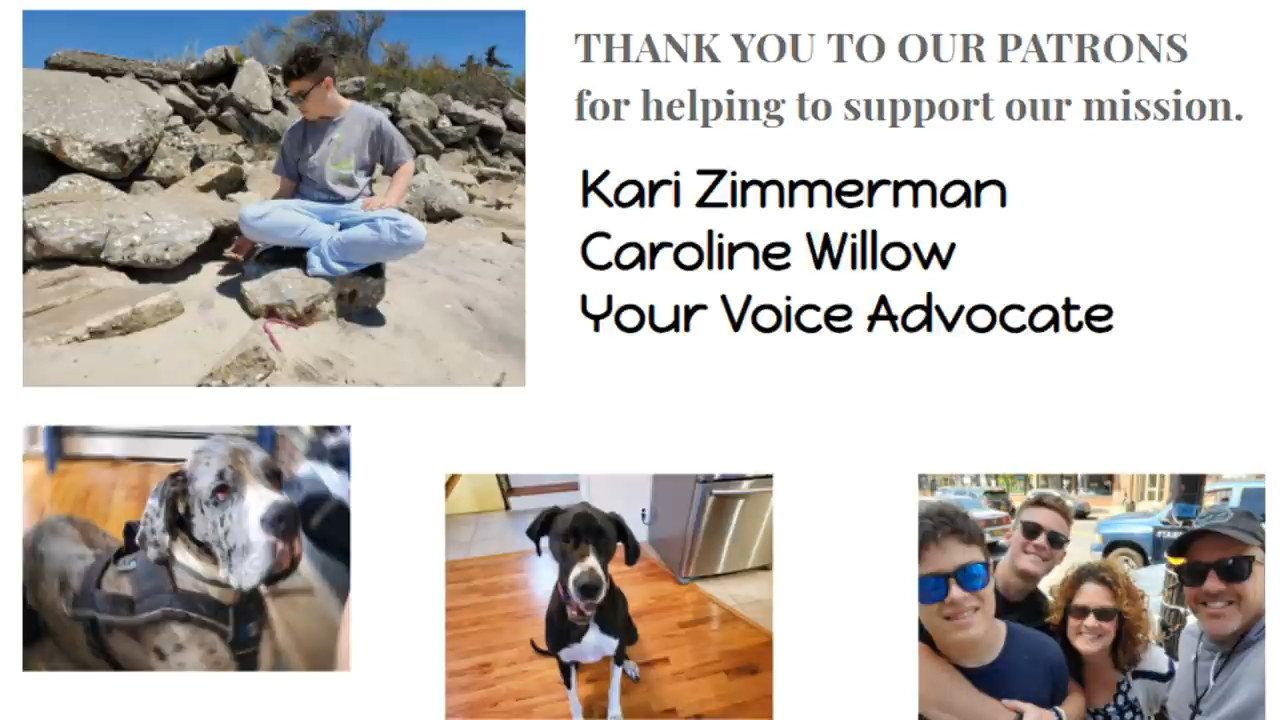 THANK YOU TO OUR PATRONS
for helping to support our mission.
Kari Zimmerman
Caroline Willow
Your Voice Advocate